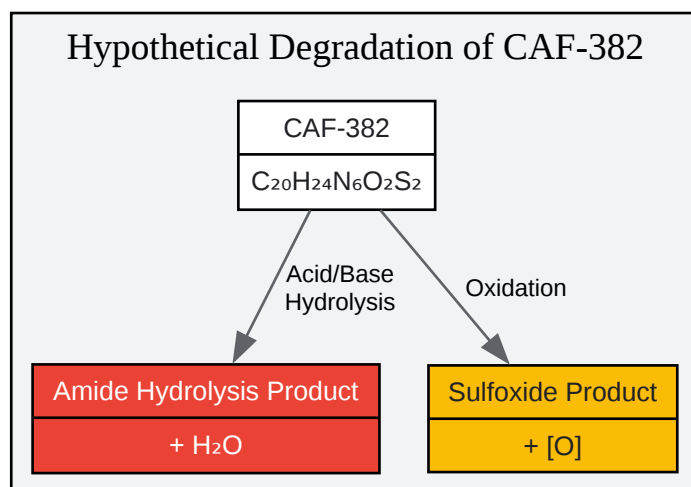 Hypothetical Degradation of CAF-382
CAF-382
C₂₀H₂₄N₆O₂S₂
Acid/Base
Hydrolysis
Oxidation
Amide Hydrolysis Product
+ H₂O
Sulfoxide Product
+ [O]